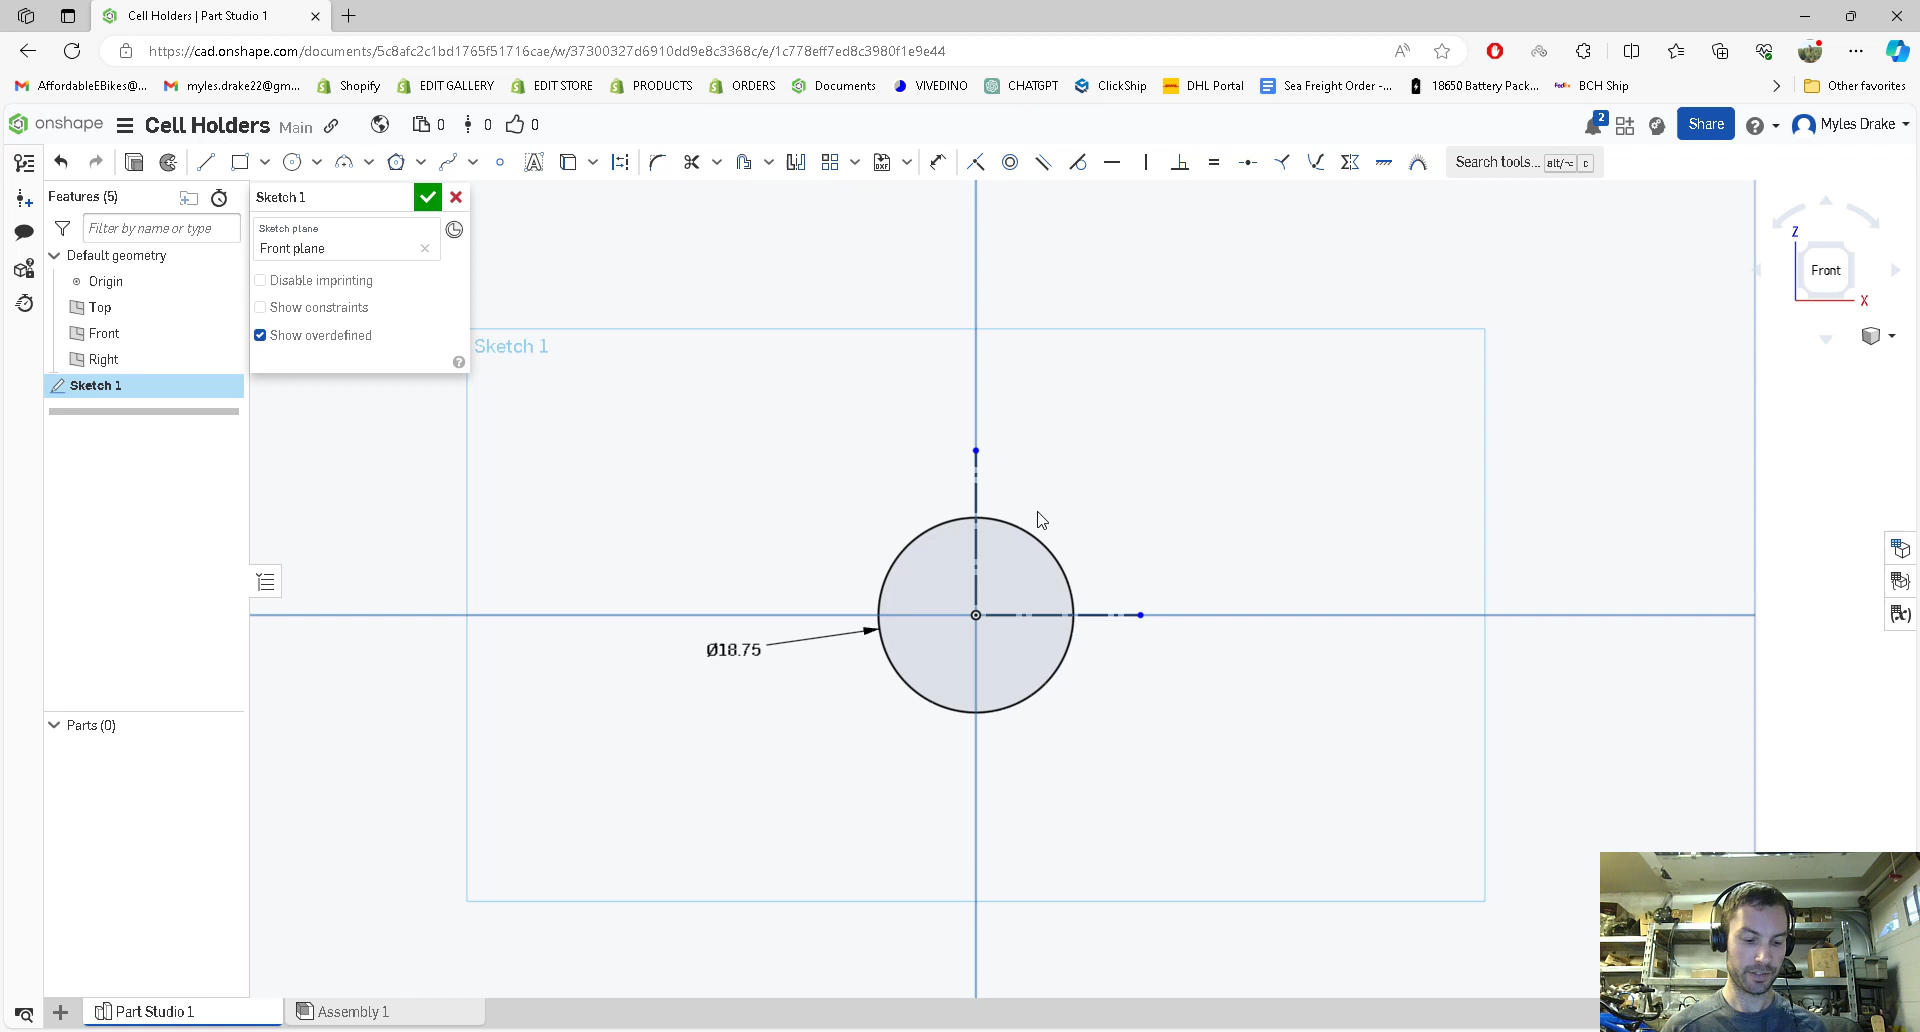 Cell Holders | Part Studio 1
https://cad.onshape.com/documents/5c8afc2c1bd1765f51716cae/w/37300327d6910dd9e8c3368c/e/1c778eff7ed8c3980f1e9e44
AffordableEBikes@... myles.drake22@gm... Shopify EDIT GALLERY EDIT STORE PRODUCTS ORDERS Documents VIVEDINO CHATGPT ClickShip DHL Portal Sea Freight Order -... 18650 Battery Pack... FedEx BCH Ship Other favorites
onshape Cell Holders Main 0 0 0 2 Share Myles Drake
Search tools... alt/⌥ c
Features (5)
Filter by name or type
Default geometry
Origin
Top
Front
Right
Sketch 1
Parts (0)
Sketch 1
Sketch plane
Front plane
Disable imprinting
Show constraints
Show overdefined
Sketch 1
Ø18.75
Z
Front
X
Part Studio 1 Assembly 1